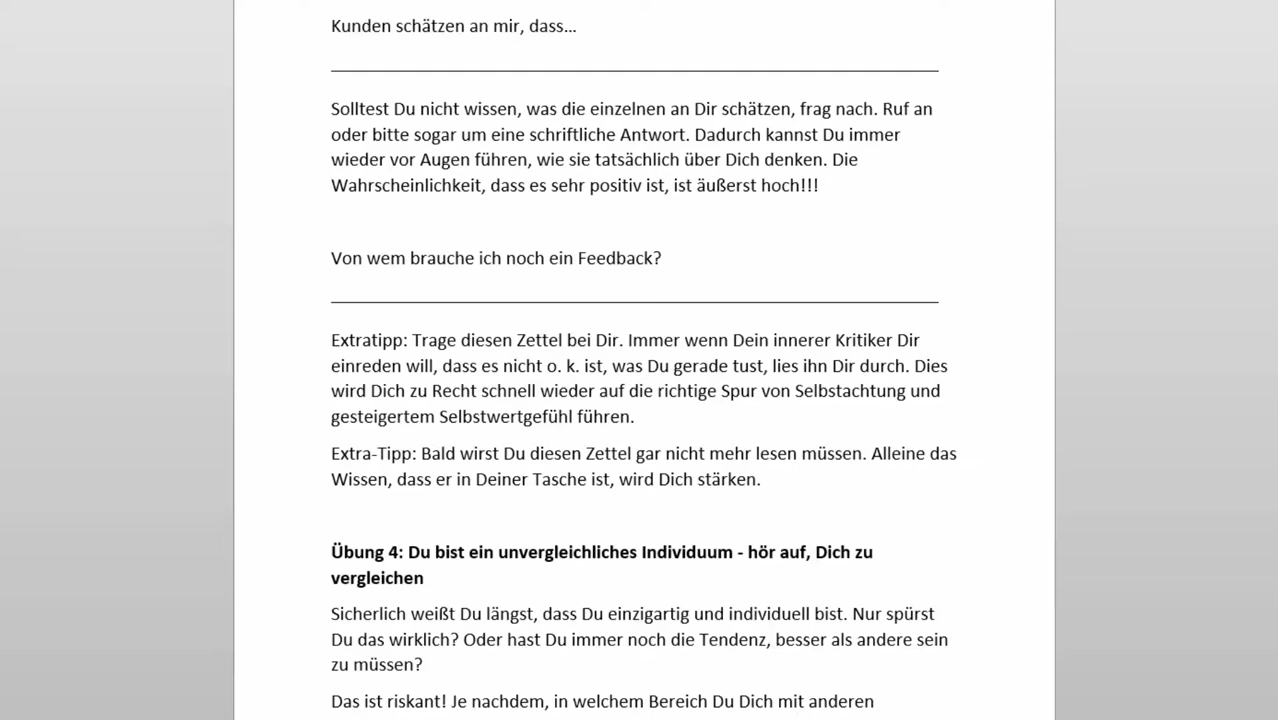 Kunden schätzen an mir, dass…
Solltest Du nicht wissen, was die einzelnen an Dir schätzen, frag nach. Ruf an
oder bitte sogar um eine schriftliche Antwort. Dadurch kannst Du immer
wieder vor Augen führen, wie sie tatsächlich über Dich denken. Die
Wahrscheinlichkeit, dass es sehr positiv ist, ist äußerst hoch!!!
Von wem brauche ich noch ein Feedback?
Extratipp: Trage diesen Zettel bei Dir. Immer wenn Dein innerer Kritiker Dir
einreden will, dass es nicht o. k. ist, was Du gerade tust, lies ihn Dir durch. Dies
wird Dich zu Recht schnell wieder auf die richtige Spur von Selbstachtung und
gesteigertem Selbstwertgefühl führen.
Extra-Tipp: Bald wirst Du diesen Zettel gar nicht mehr lesen müssen. Alleine das
Wissen, dass er in Deiner Tasche ist, wird Dich stärken.
Übung 4: Du bist ein unvergleichliches Individuum - hör auf, Dich zu
vergleichen
Sicherlich weißt Du längst, dass Du einzigartig und individuell bist. Nur spürst
Du das wirklich? Oder hast Du immer noch die Tendenz, besser als andere sein
zu müssen?
Das ist riskant! Je nachdem, in welchem Bereich Du Dich mit anderen